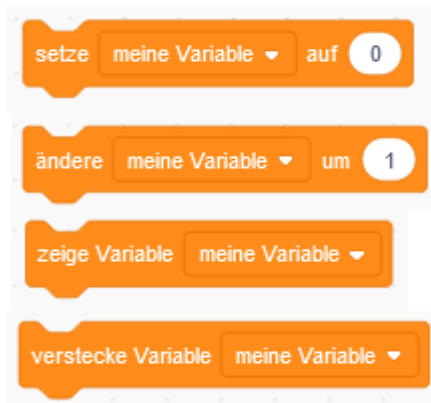 setze meine Variable auf 0
ändere meine Variable um 1
zeige Variable meine Variable
verstecke Variable meine Variable